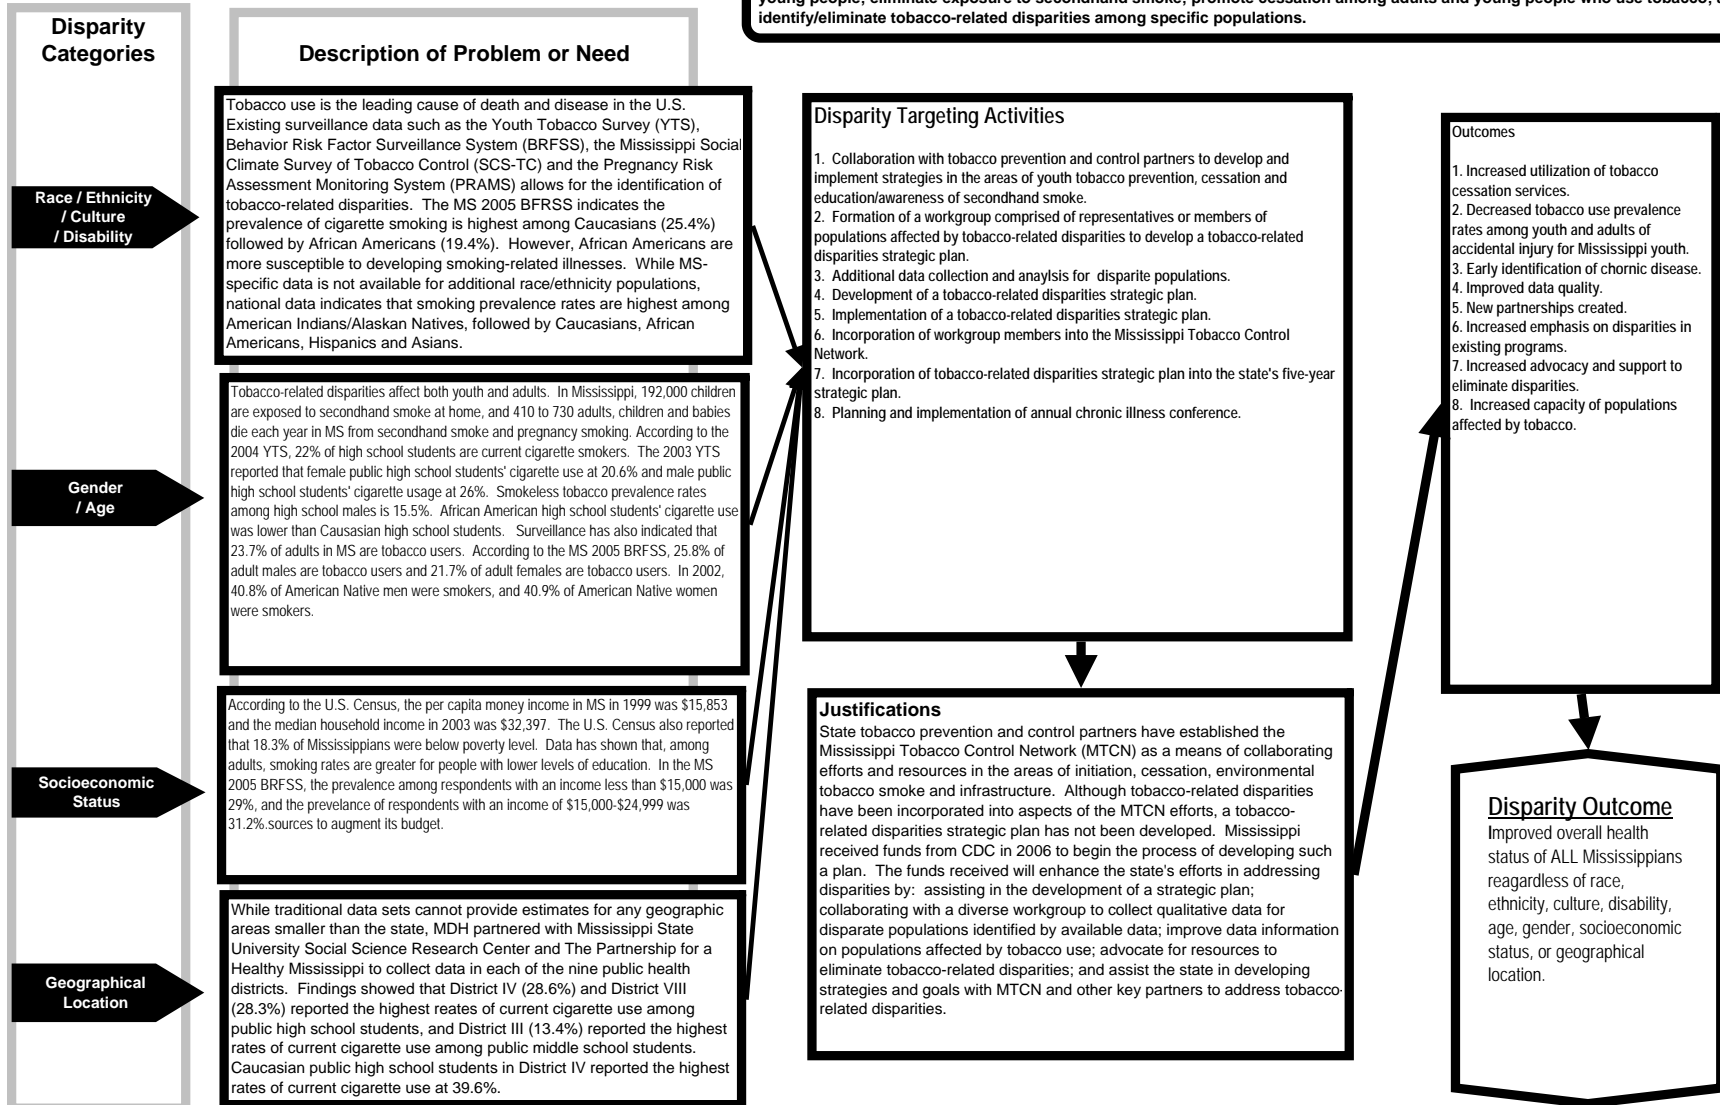 young people; eliminate exposure to secondhand smoke; promote cessation among adults and young people who use tobacco;
identify/eliminate tobacco-related disparities among specific populations.
Disparity
Categories
Description of Problem or Need
Race / Ethnicity
/ Culture
/ Disability
Tobacco use is the leading cause of death and disease in the U.S.
Existing surveillance data such as the Youth Tobacco Survey (YTS),
Behavior Risk Factor Surveillance System (BRFSS), the Mississippi Social
Climate Survey of Tobacco Control (SCS-TC) and the Pregnancy Risk
Assessment Monitoring System (PRAMS) allows for the identification of
tobacco-related disparities.  The MS 2005 BFRSS indicates the
prevalence of cigarette smoking is highest among Caucasians (25.4%)
followed by African Americans (19.4%).  However, African Americans are
more susceptible to developing smoking-related illnesses.  While MS-
specific data is not available for additional race/ethnicity populations,
national data indicates that smoking prevalence rates are highest among
American Indians/Alaskan Natives, followed by Caucasians, African
Americans, Hispanics and Asians.
Gender
/ Age
Tobacco-related disparities affect both youth and adults.  In Mississippi, 192,000 children
are exposed to secondhand smoke at home, and 410 to 730 adults, children and babies
die each year in MS from secondhand smoke and pregnancy smoking. According to the
2004 YTS, 22% of high school students are current cigarette smokers.  The 2003 YTS
reported that female public high school students' cigarette use at 20.6% and male public
high school students' cigarette usage at 26%.  Smokeless tobacco prevalence rates
among high school males is 15.5%.  African American high school students' cigarette use
was lower than Causasian high school students.   Surveillance has also indicated that
23.7% of adults in MS are tobacco users.  According to the MS 2005 BRFSS, 25.8% of
adult males are tobacco users and 21.7% of adult females are tobacco users.  In 2002,
40.8% of American Native men were smokers, and 40.9% of American Native women
were smokers.
Socioeconomic
Status
According to the U.S. Census, the per capita money income in MS in 1999 was $15,853
and the median household income in 2003 was $32,397.  The U.S. Census also reported
that 18.3% of Mississippians were below poverty level.  Data has shown that, among
adults, smoking rates are greater for people with lower levels of education.  In the MS
2005 BRFSS, the prevalence among respondents with an income less than $15,000 was
29%, and the prevelance of respondents with an income of $15,000-$24,999 was
31.2%.sources to augment its budget.
Geographical
Location
While traditional data sets cannot provide estimates for any geographic
areas smaller than the state, MDH partnered with Mississippi State
University Social Science Research Center and The Partnership for a
Healthy Mississippi to collect data in each of the nine public health
districts.  Findings showed that District IV (28.6%) and District VIII
(28.3%) reported the highest reates of current cigarette use among
public high school students, and District III (13.4%) reported the highest
rates of current cigarette use among public middle school students.
Caucasian public high school students in District IV reported the highest
rates of current cigarette use at 39.6%.
Disparity Targeting Activities
1.  Collaboration with tobacco prevention and control partners to develop and
implement strategies in the areas of youth tobacco prevention, cessation and
education/awareness of secondhand smoke.
2.  Formation of a workgroup comprised of representatives or members of
populations affected by tobacco-related disparities to develop a tobacco-related
disparities strategic plan.
3.  Additional data collection and anaylsis for  disparite populations.
4.  Development of a tobacco-related disparities strategic plan.
5.  Implementation of a tobacco-related disparities strategic plan.
6.  Incorporation of workgroup members into the Mississippi Tobacco Control
Network.
7.  Incorporation of tobacco-related disparities strategic plan into the state's five-year
strategic plan.
8.  Planning and implementation of annual chronic illness conference.
Justifications
State tobacco prevention and control partners have established the
Mississippi Tobacco Control Network (MTCN) as a means of collaborating
efforts and resources in the areas of initiation, cessation, environmental
tobacco smoke and infrastructure.  Although tobacco-related disparities
have been incorporated into aspects of the MTCN efforts, a tobacco-
related disparities strategic plan has not been developed.  Mississippi
received funds from CDC in 2006 to begin the process of developing such
a plan.  The funds received will enhance the state's efforts in addressing
disparities by:  assisting in the development of a strategic plan;
collaborating with a diverse workgroup to collect qualitative data for
disparate populations identified by available data; improve data information
on populations affected by tobacco use; advocate for resources to
eliminate tobacco-related disparities; and assist the state in developing
strategies and goals with MTCN and other key partners to address tobacco-
related disparities.
Outcomes
1. Increased utilization of tobacco
cessation services.
2. Decreased tobacco use prevalence
rates among youth and adults of
accidental injury for Mississippi youth.
3. Early identification of chornic disease.
4. Improved data quality.
5. New partnerships created.
6. Increased emphasis on disparities in
existing programs.
7. Increased advocacy and support to
eliminate disparities.
8.  Increased capacity of populations
affected by tobacco.
Disparity Outcome
Improved overall health
status of ALL Mississippians
reagardless of race,
ethnicity, culture, disability,
age, gender, socioeconomic
status, or geographical
location.